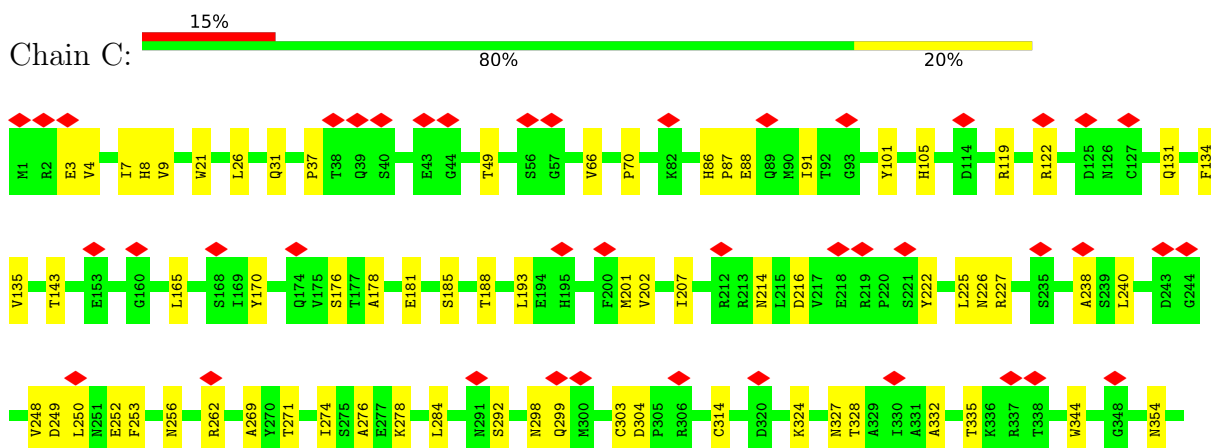 15%
Chain C:
80% 20%
M1 R2 E3 V4 I7 H8 V9 W21 L26 Q31 P37 T38 Q39 S40 E43 G44 T49 S56 G57 V66 P70 K82 H86 P87 E88 Q89 M90 I91 T92 G93 Y101 H105 D114 R119 R122 D125 N126 C127 Q131 F134
V135 T143 E153 G160 L165 S168 I169 Y170 Q174 V175 S176 T177 A178 E181 S185 T188 L193 E194 H195 F200 M201 V202 I207 R212 R213 N214 L215 D216 V217 E218 R219 P220 S221 Y222 L225 N226 R227 S235 A238 S239 L240 D243 G244
V248 D249 L250 N251 E252 F253 N256 R262 A269 Y270 T271 I274 S275 A276 E277 K278 L284 N291 S292 N298 Q299 M300 C303 D304 P305 R306 C314 D320 K324 N327 T328 A329 I330 A331 A332 T335 K336 R337 T338 W344 G348 N354